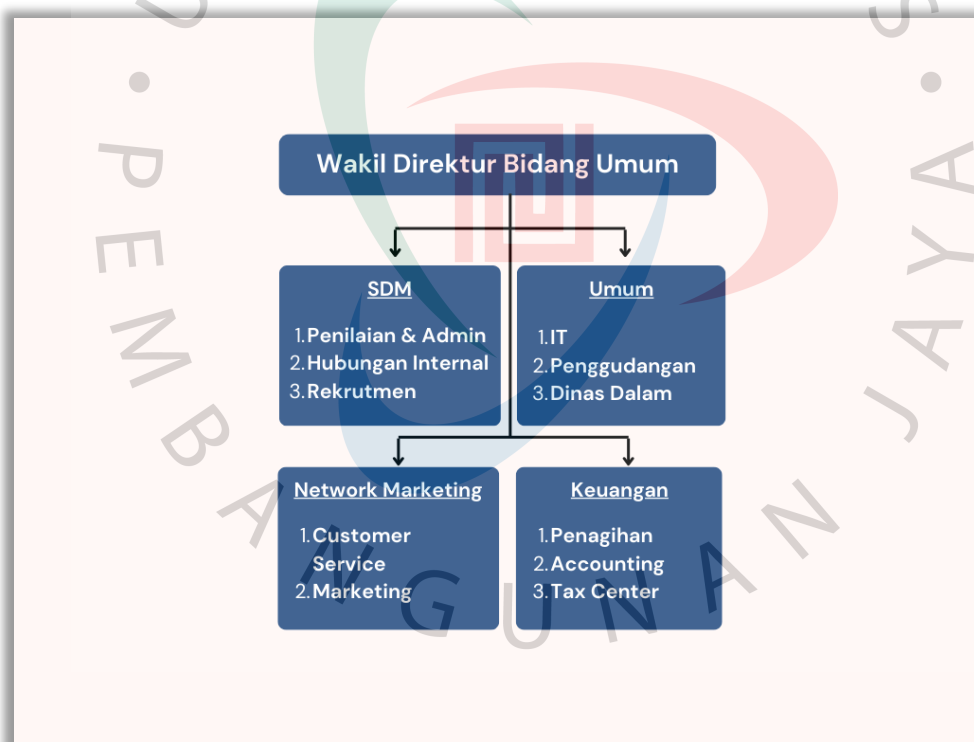 Wakil Direktur Bidang Umum
SDM
1.Penilaian & Admin
2.Hubungan Internal
3.Rekrutmen
Umum
1.IT
2.Penggudangan
3.Dinas Dalam
Network Marketing
1.Customer
Service
2.Marketing
Keuangan
1.Penagihan
2.Accounting
3.Tax Center
PEMBANGUNAN JAYA